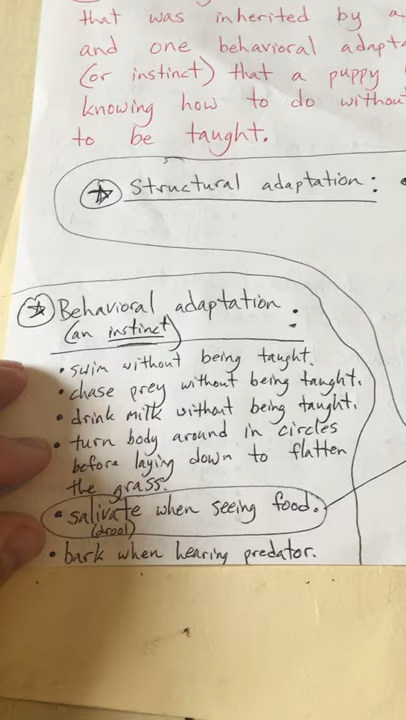 that was inherited by a
and one behavioral
(or instinct) that a puppy
knowing how to do
to be taught.
Structural adaptation:
Behavioral adaptation:
(an instinct)
• swim without being taught.
• chase prey without being taught.
• drink milk without being taught.
• turn body around in circles
before laying down to flatten
the grass.
• salivate when seeing food.
(drool)
• bark when hearing predator.